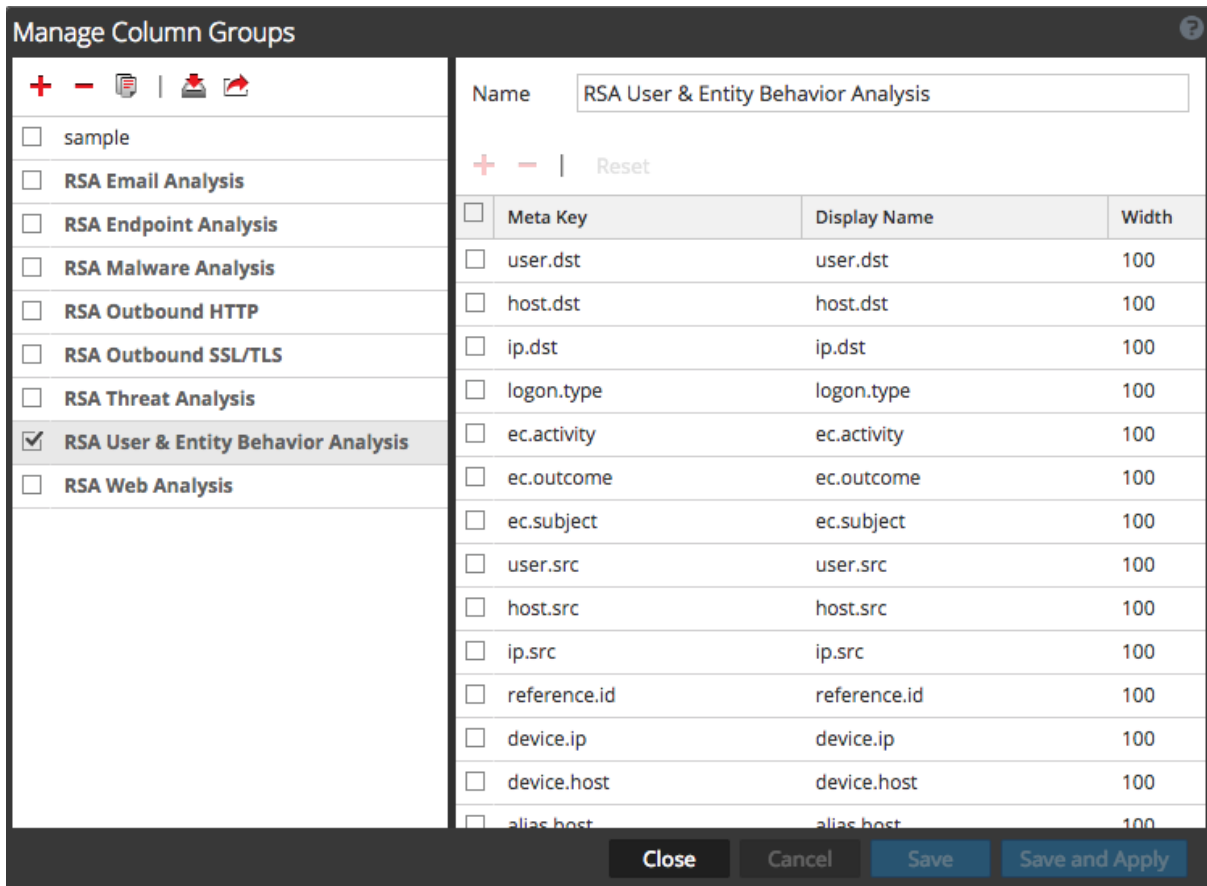 Manage Column Groups
sample
RSA Email Analysis
RSA Endpoint Analysis
RSA Malware Analysis
RSA Outbound HTTP
RSA Outbound SSL/TLS
RSA Threat Analysis
RSA User & Entity Behavior Analysis
RSA Web Analysis
Name RSA User & Entity Behavior Analysis
Reset
Meta Key Display Name Width
user.dst user.dst 100
host.dst host.dst 100
ip.dst ip.dst 100
logon.type logon.type 100
ec.activity ec.activity 100
ec.outcome ec.outcome 100
ec.subject ec.subject 100
user.src user.src 100
host.src host.src 100
ip.src ip.src 100
reference.id reference.id 100
device.ip device.ip 100
device.host device.host 100
alias.host alias.host 100
Close Cancel Save Save and Apply